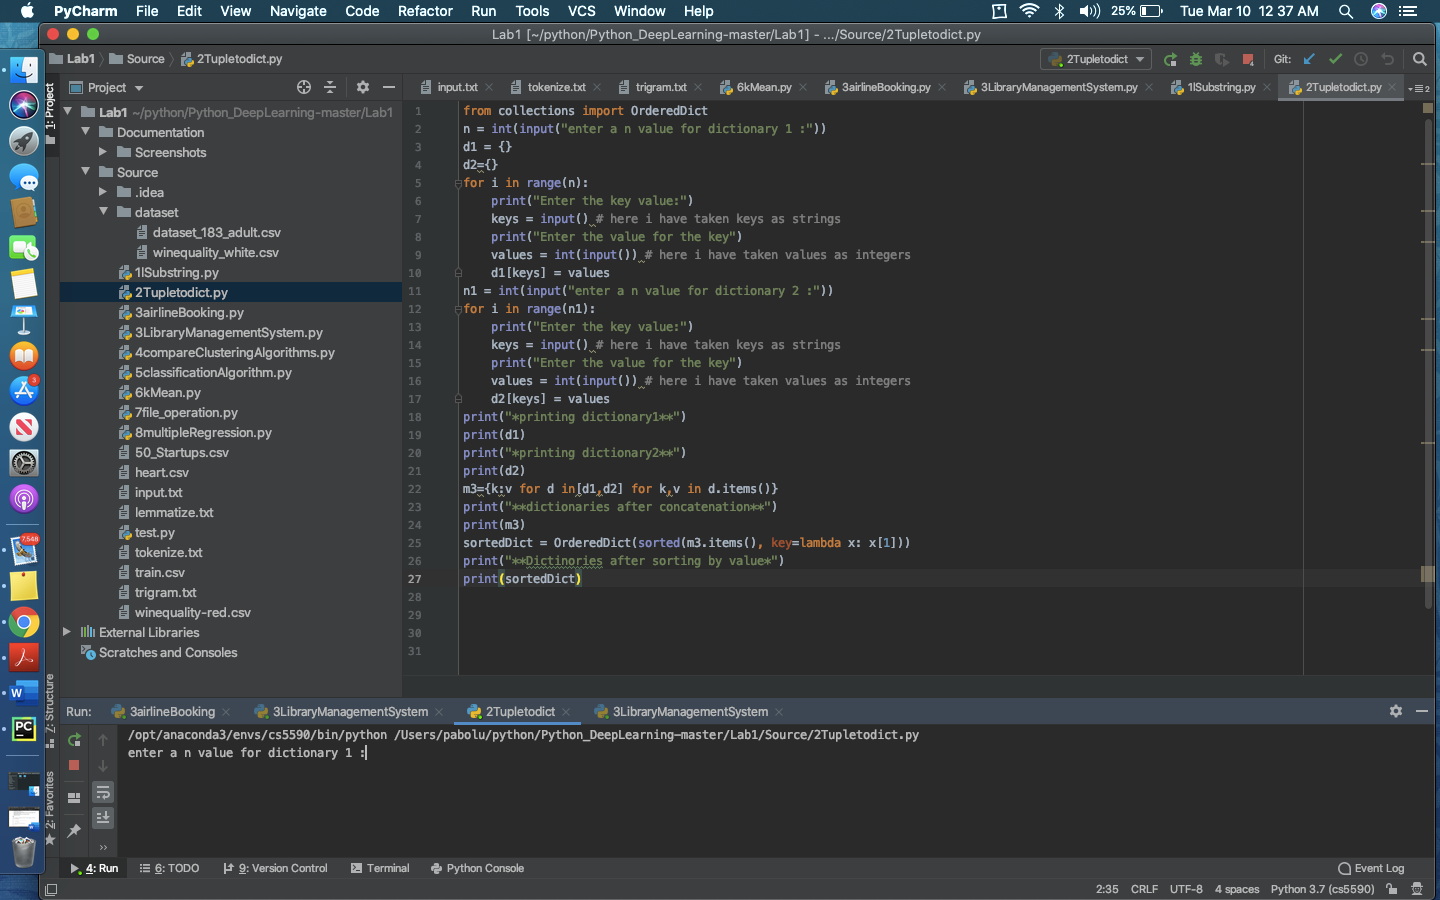 PyCharm File Edit View Navigate Code Refactor Run Tools VCS Window Help 25% Tue Mar 10 12 37 AM
Lab1 [~/python/Python_DeepLearning-master/Lab1] - .../Source/2Tupletodict.py
Lab1 Source 2Tupletodict.py 2Tupletodict Git:
Project input.txt tokenize.txt trigram.txt 6kMean.py 3airlineBooking.py 3LibraryManagementSystem.py 1ISubstring.py 2Tupletodict.py
1: Project
Lab1 ~/python/Python_DeepLearning-master/Lab1
Documentation
Screenshots
Source
.idea
dataset
dataset_183_adult.csv
winequality_white.csv
1ISubstring.py
2Tupletodict.py
3airlineBooking.py
3LibraryManagementSystem.py
4compareClusteringAlgorithms.py
5classificationAlgorithm.py
6kMean.py
7file_operation.py
8multipleRegression.py
50_Startups.csv
heart.csv
input.txt
lemmatize.txt
test.py
tokenize.txt
train.csv
trigram.txt
winequality-red.csv
External Libraries
Scratches and Consoles
1 from collections import OrderedDict
2 n = int(input("enter a n value for dictionary 1 :"))
3 d1 = {}
4 d2={}
5 for i in range(n):
6 print("Enter the key value:")
7 keys = input() # here i have taken keys as strings
8 print("Enter the value for the key")
9 values = int(input()) # here i have taken values as integers
10 d1[keys] = values
11 n1 = int(input("enter a n value for dictionary 2 :"))
12 for i in range(n1):
13 print("Enter the key value:")
14 keys = input() # here i have taken keys as strings
15 print("Enter the value for the key")
16 values = int(input()) # here i have taken values as integers
17 d2[keys] = values
18 print("*printing dictionary1**")
19 print(d1)
20 print("*printing dictionary2**")
21 print(d2)
22 m3={k:v for d in[d1,d2] for k,v in d.items()}
23 print("**dictionaries after concatenation**")
24 print(m3)
25 sortedDict = OrderedDict(sorted(m3.items(), key=lambda x: x[1]))
26 print("**Dictinories after sorting by value*")
27 print(sortedDict)
28
29
30
31
3
7,548
Z: Structure
2: Favorites
Run: 3airlineBooking 3LibraryManagementSystem 2Tupletodict 3LibraryManagementSystem
/opt/anaconda3/envs/cs5590/bin/python /Users/pabolu/python/Python_DeepLearning-master/Lab1/Source/2Tupletodict.py
enter a n value for dictionary 1 :
4: Run 6: TODO 9: Version Control Terminal Python Console Event Log
2:35 CRLF UTF-8 4 spaces Python 3.7 (cs5590)